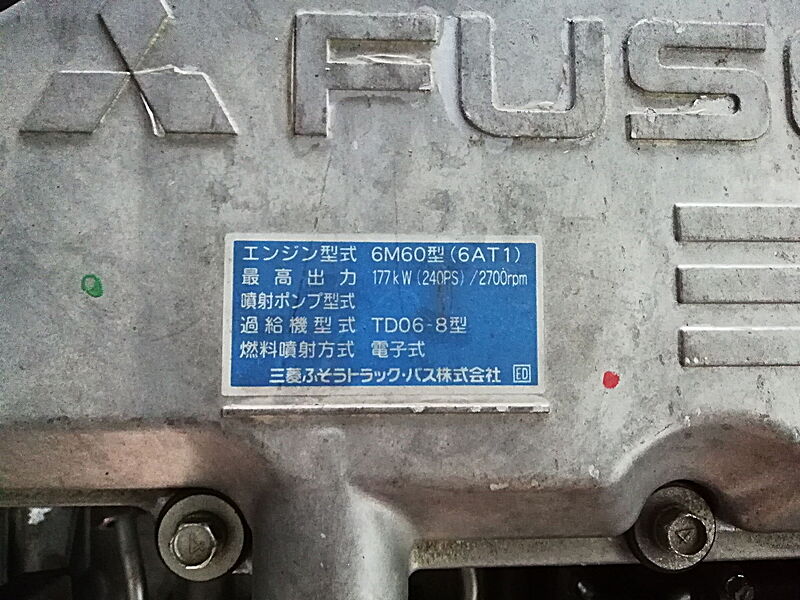 FUSO
エンジン型式 6M60型(6AT1)
最高出力 177kW(240PS)/2700rpm
噴射ポンプ型式
過給機型式 TD06-8型
燃料噴射方式 電子式
三菱ふそうトラック・バス株式会社 ED